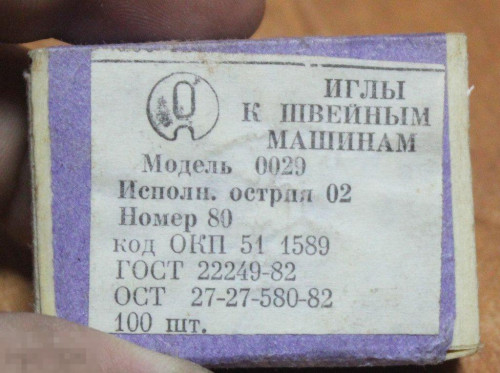 ИГЛЫ
К ШВЕЙНЫМ
МАШИНАМ
Модель 0029
Исполн. острия 02
Номер 80
код ОКП 51 1589
ГОСТ 22249-82
ОСТ 27-27-580-82
100 шт.